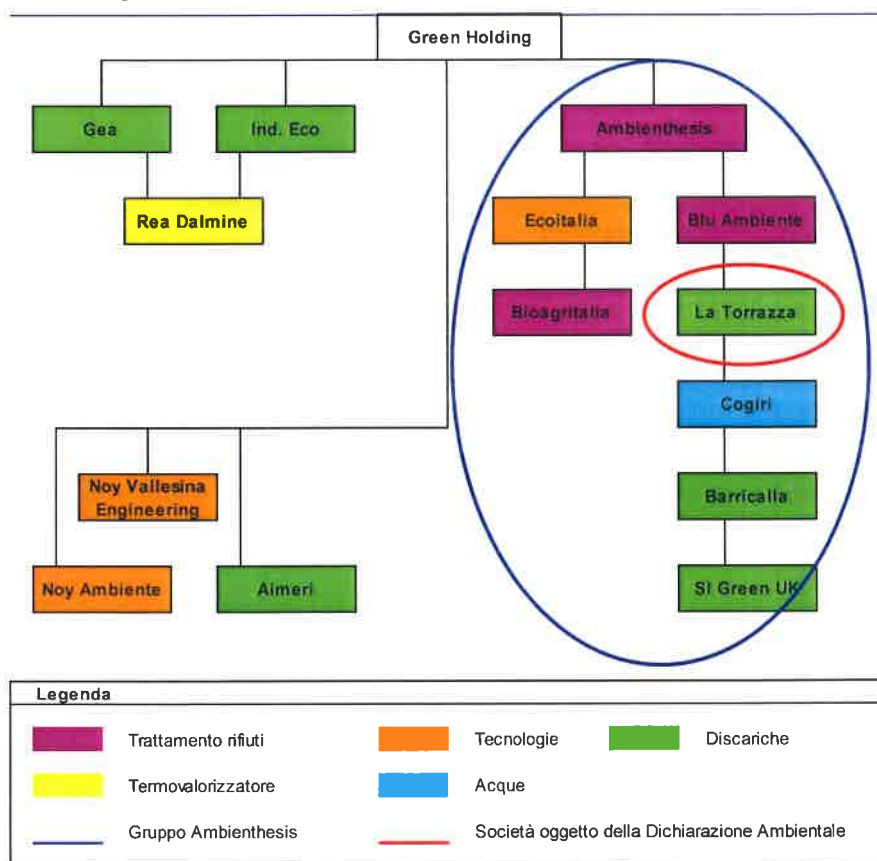 Green Holding
Gea
Ind. Eco
Ambienthesis
Rea Dalmine
Ecoitalia
Blu Ambiente
Bioagritalia
La Torrazza
Cogiri
Noy Vallesina
Engineering
Barricalla
Noy Ambiente
Aimeri
SI Green UK
Legenda
Trattamento rifiuti
Tecnologie
Discariche
Termovalorizzatore
Acque
Gruppo Ambienthesis
Società oggetto della Dichiarazione Ambientale